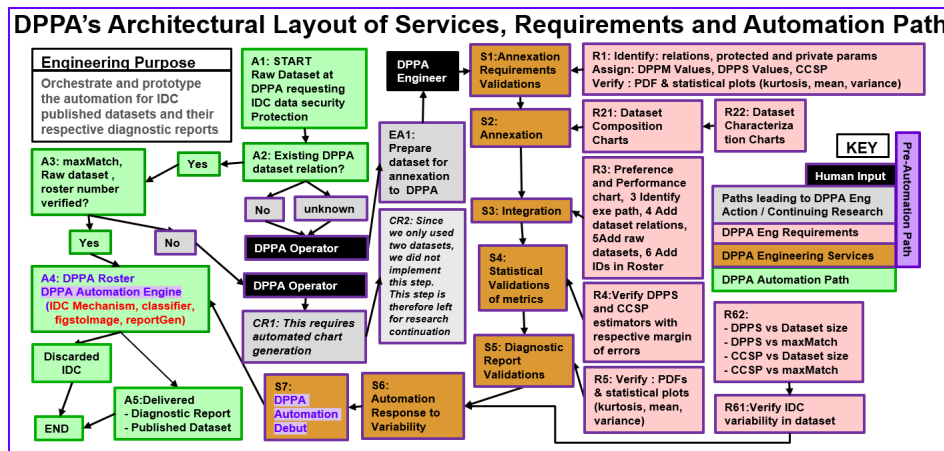 DPPA's Architectural Layout of Services, Requirements and Automation Path
Engineering Purpose
Orchestrate and prototype
the automation for IDC
published datasets and their
respective diagnostic reports
A1: START
Raw Dataset at
DPPA requesting
IDC data security
Protection
A2: Existing DPPA
dataset relation?
Yes
No
unknown
DPPA Operator
A3: maxMatch,
Raw dataset ,
roster number
verified?
Yes
No
DPPA Operator
CR1: This requires
automated chart
generation
A4: DPPA Roster
DPPA Automation Engine
(IDC Mechanism, classifier,
figstoImage, reportGen)
Discarded
IDC
END
A5:Delivered
- Diagnostic Report
- Published Dataset
DPPA
Engineer
EA1:
Prepare
dataset for
annexation
to DPPA
CR2: Since
we only used
two datasets,
we did not
implement
this step.
This step is
therefore left
for research
continuation
S1:Annexation
Requirements
Validations
S2:
Annexation
S3: Integration
S4:
Statistical
Validations
of metrics
S5: Diagnostic
Report
Validations
S6:
Automation
Response to
Variability
S7:
DPPA
Automation
Debut
R1: Identify: relations, protected and private params
Assign: DPPM Values, DPPS Values, CCSP
Verify : PDF & statistical plots (kurtosis, mean, variance)
R21: Dataset
Composition
Charts
R22: Dataset
Characteriza
tion Charts
R3: Preference
and Performance
chart, 3 Identify
exe path, 4 Add
dataset relations,
5Add raw
datasets, 6 Add
IDs in Roster
R4:Verify DPPS
and CCSP
estimators with
respective margin
of errors
R5: Verify : PDFs
& statistical plots
(kurtosis, mean,
variance)
R62:
- DPPS vs Dataset size
- DPPS vs maxMatch
- CCSP vs Dataset size
- CCSP vs maxMatch
R61:Verify IDC
variability in dataset
KEY
Human Input
Paths leading to DPPA Eng
Action / Continuing Research
DPPA Eng Requirements
DPPA Engineering Services
DPPA Automation Path
Pre-Automation Path